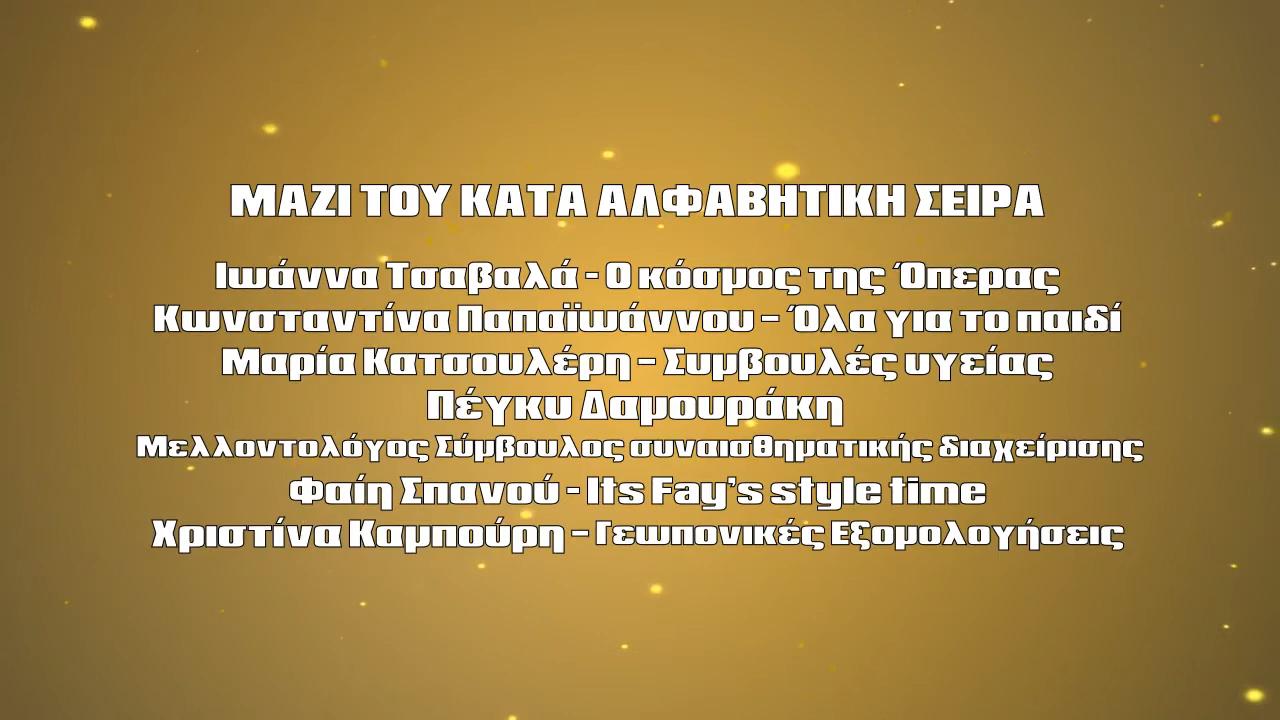 ΜΑΖΙ ΤΟΥ ΚΑΤΑ ΑΛΦΑΒΗΤΙΚΗ ΣΕΙΡΑ
Ιωάννα Τσαβαλά - Ο κόσμος της Όπερας
Κωνσταντίνα Παπαϊωάννου – Όλα για το παιδί
Μαρία Κατσουλέρη – Συμβουλές υγείας
Πέγκυ Δαμουράκη
Μελλοντολόγος Σύμβουλος συναισθηματικής διαχείρισης
Φαίη Σπανού - Its Fay’s style time
Χριστίνα Καμπούρη – Γεωπονικές Εξομολογήσεις